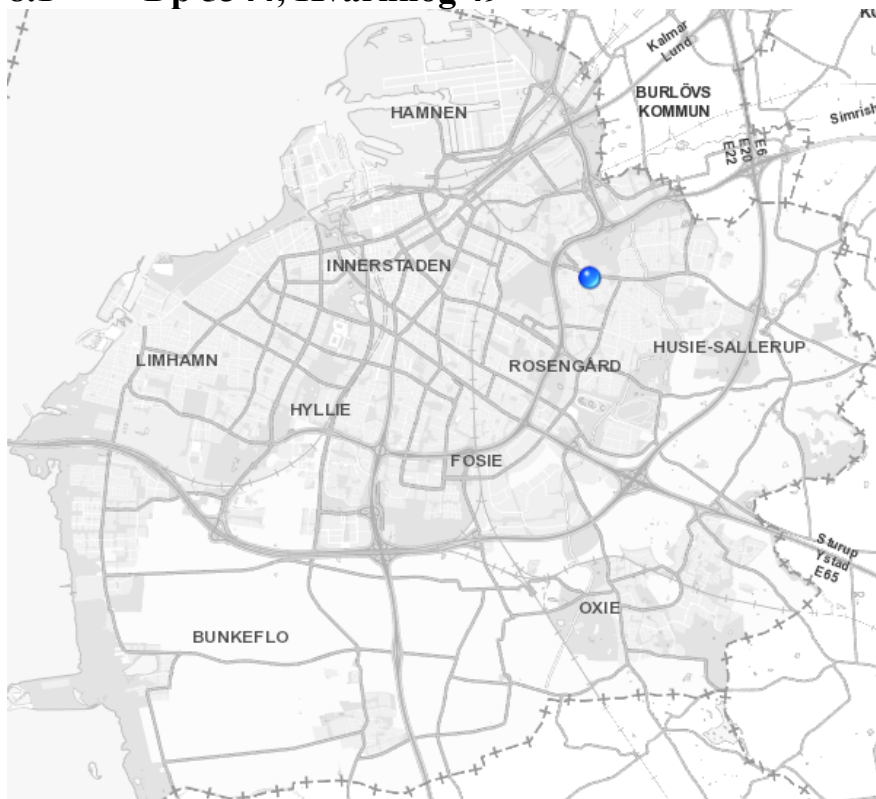 HAMNEN
Kalmar
Lund
BURLÖVS
KOMMUN
E6
E20
E22
INNERSTADEN
LIMHAMN
HUSIE-SALLERUP
ROSENGÅRD
HYLLIE
FOSIE
Sturup
Ystad
E65
OXIE
BUNKEFLO